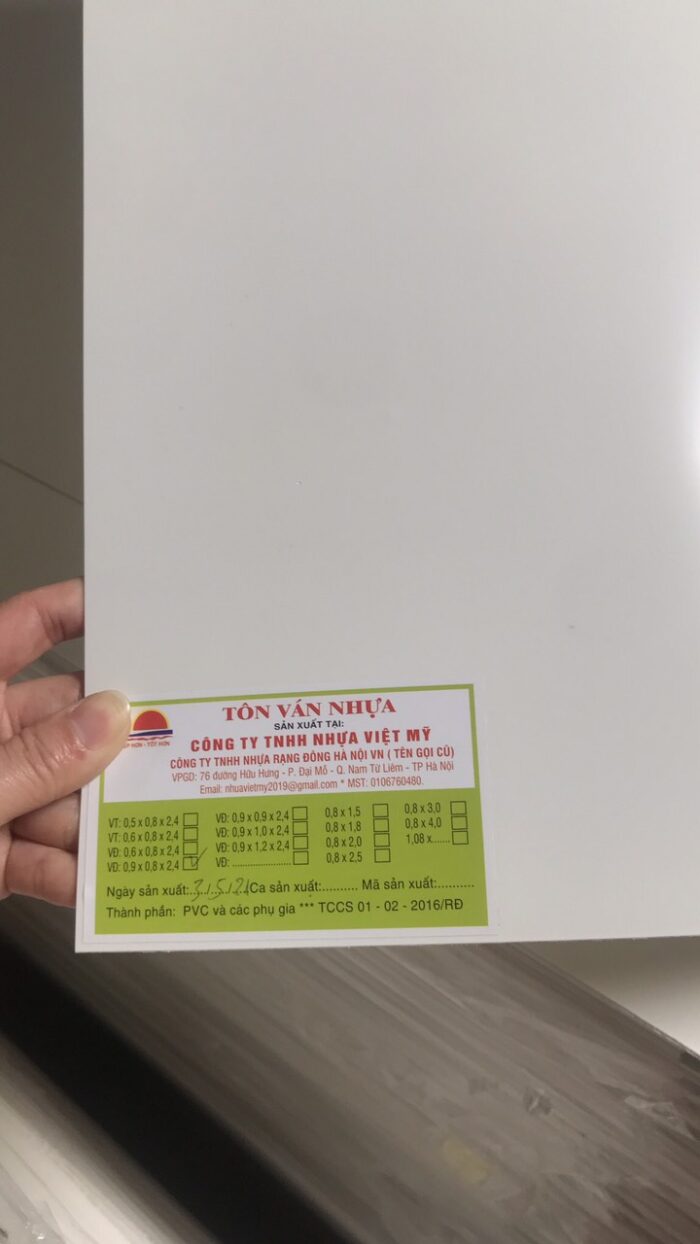 TÔN VÁN NHỰA
SẢN XUẤT TẠI:
CÔNG TY TNHH NHỰA VIỆT MỸ
CÔNG TY TNHH NHỰA RẠNG ĐÔNG HÀ NỘI VN ( TÊN GỌI CŨ)
VPGD: 76 đường Hữu Hưng - P. Đại Mỗ - Q. Nam Từ Liêm - TP Hà Nội
Email: nhuavietmy2019@gmail.com * MST: 0106760480.
HƠN - TỐT HƠN
VT: 0,5 x 0,8 x 2,4
VT: 0,6 x 0,8 x 2,4
VĐ: 0,6 x 0,8 x 2,4
VĐ: 0,9 x 0,8 x 2,4
VĐ: 0,9 x 0,9 x 2,4
VĐ: 0,9 x 1,0 x 2,4
VĐ: 0,9 x 1,2 x 2,4
VĐ: ....................
0,8 x 1,5
0,8 x 1,8
0,8 x 2,0
0,8 x 2,5
0,8 x 3,0
0,8 x 4,0
1,08 x......
Ngày sản xuất: 3.5.21 Ca sản xuất:.......... Mã sản xuất:..........
Thành phần: PVC và các phụ gia *** TCCS 01 - 02 - 2016/RĐ